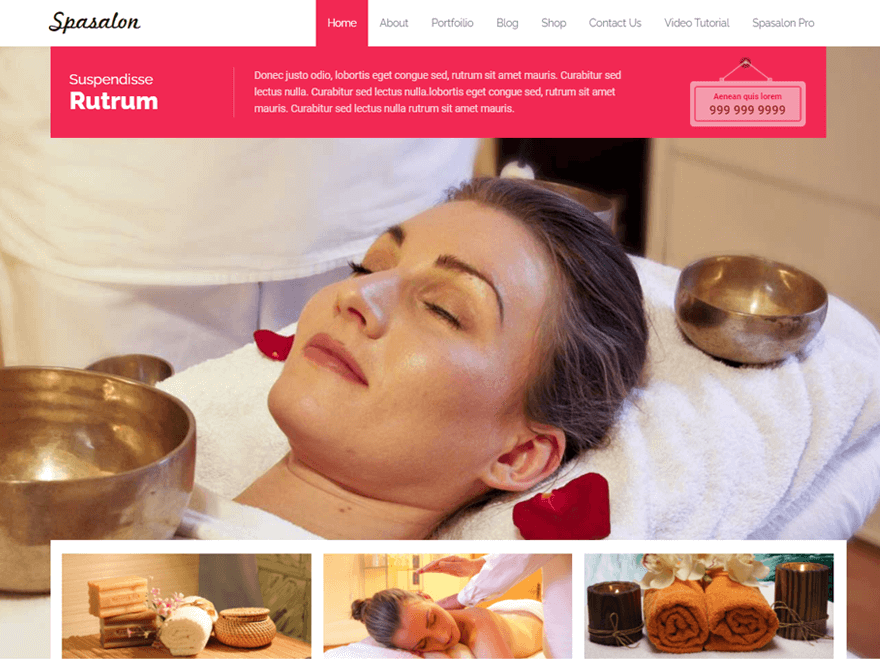 Spasalon
Home About Portfoilio Blog Shop Contact Us Video Tutorial Spasalon Pro
Suspendisse
Rutrum
Donec justo odio, lobortis eget congue sed, rutrum sit amet mauris. Curabitur sed
lectus nulla. Curabitur sed lectus nulla.lobortis eget congue sed, rutrum sit amet
mauris. Curabitur sed lectus nulla rutrum sit amet mauris.
Aenean quis lorem
999 999 9999